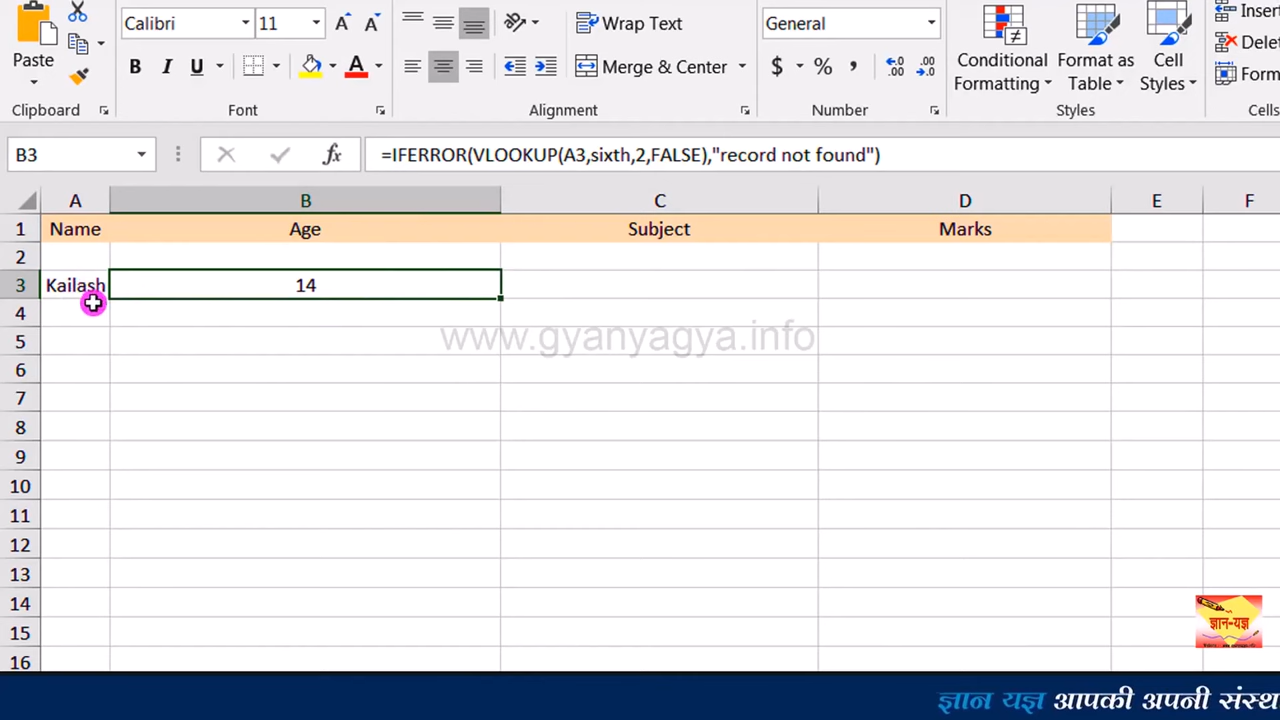 Calibri 11 Wrap Text General Insert
Paste B I U Merge & Center $ % Conditional Formatting Format as Table Cell Styles Delet
Form
Clipboard Font Alignment Number Styles Cells
B3 fx =IFERROR(VLOOKUP(A3,sixth,2,FALSE),"record not found")
A B C D E F
1 Name Age Subject Marks
2
3 Kailash 14
4
www.gyanyagya.info
5
6
7
8
9
10
11
12
13
14
ज्ञान-यज्ञ
15
16
ज्ञान यज्ञ आपकी अपनी संस्थ